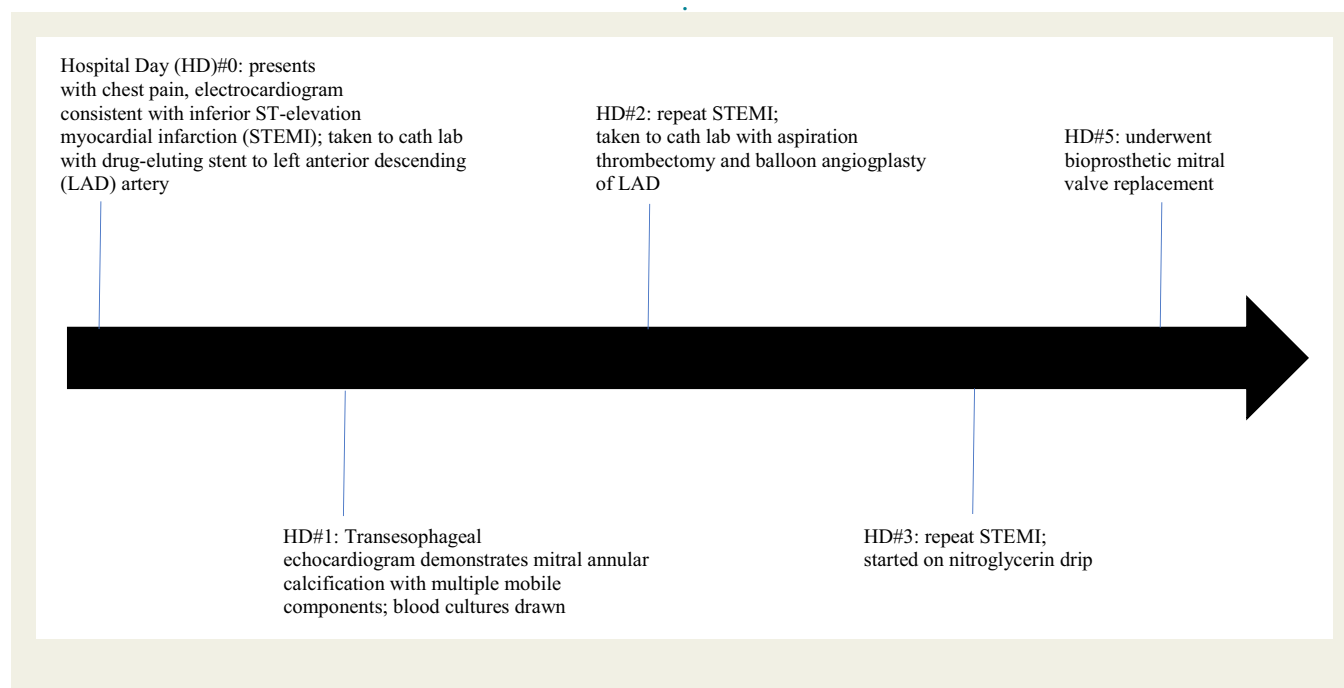 Hospital Day (HD)#0: presents
with chest pain, electrocardiogram
consistent with inferior ST-elevation
myocardial infarction (STEMI); taken to cath lab
with drug-eluting stent to left anterior descending
(LAD) artery
HD#1: Transesophageal
echocardiogram demonstrates mitral annular
calcification with multiple mobile
components; blood cultures drawn
HD#2: repeat STEMI;
taken to cath lab with aspiration
thrombectomy and balloon angiogplasty
of LAD
HD#3: repeat STEMI;
started on nitroglycerin drip
HD#5: underwent
bioprosthetic mitral
valve replacement